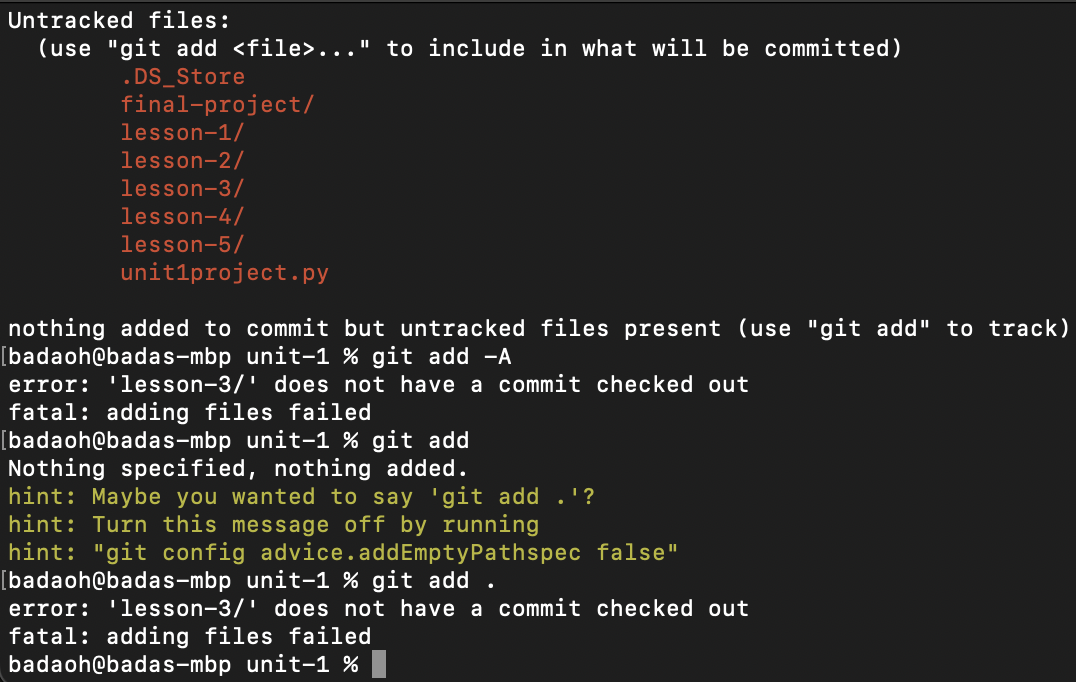 Untracked files:
  (use "git add <file>..." to include in what will be committed)
        .DS_Store
        final-project/
        lesson-1/
        lesson-2/
        lesson-3/
        lesson-4/
        lesson-5/
        unit1project.py

nothing added to commit but untracked files present (use "git add" to track)
[badaoh@badas-mbp unit-1 % git add -A
error: 'lesson-3/' does not have a commit checked out
fatal: adding files failed
[badaoh@badas-mbp unit-1 % git add
Nothing specified, nothing added.
hint: Maybe you wanted to say 'git add .'?
hint: Turn this message off by running
hint: "git config advice.addEmptyPathspec false"
[badaoh@badas-mbp unit-1 % git add .
error: 'lesson-3/' does not have a commit checked out
fatal: adding files failed
badaoh@badas-mbp unit-1 %